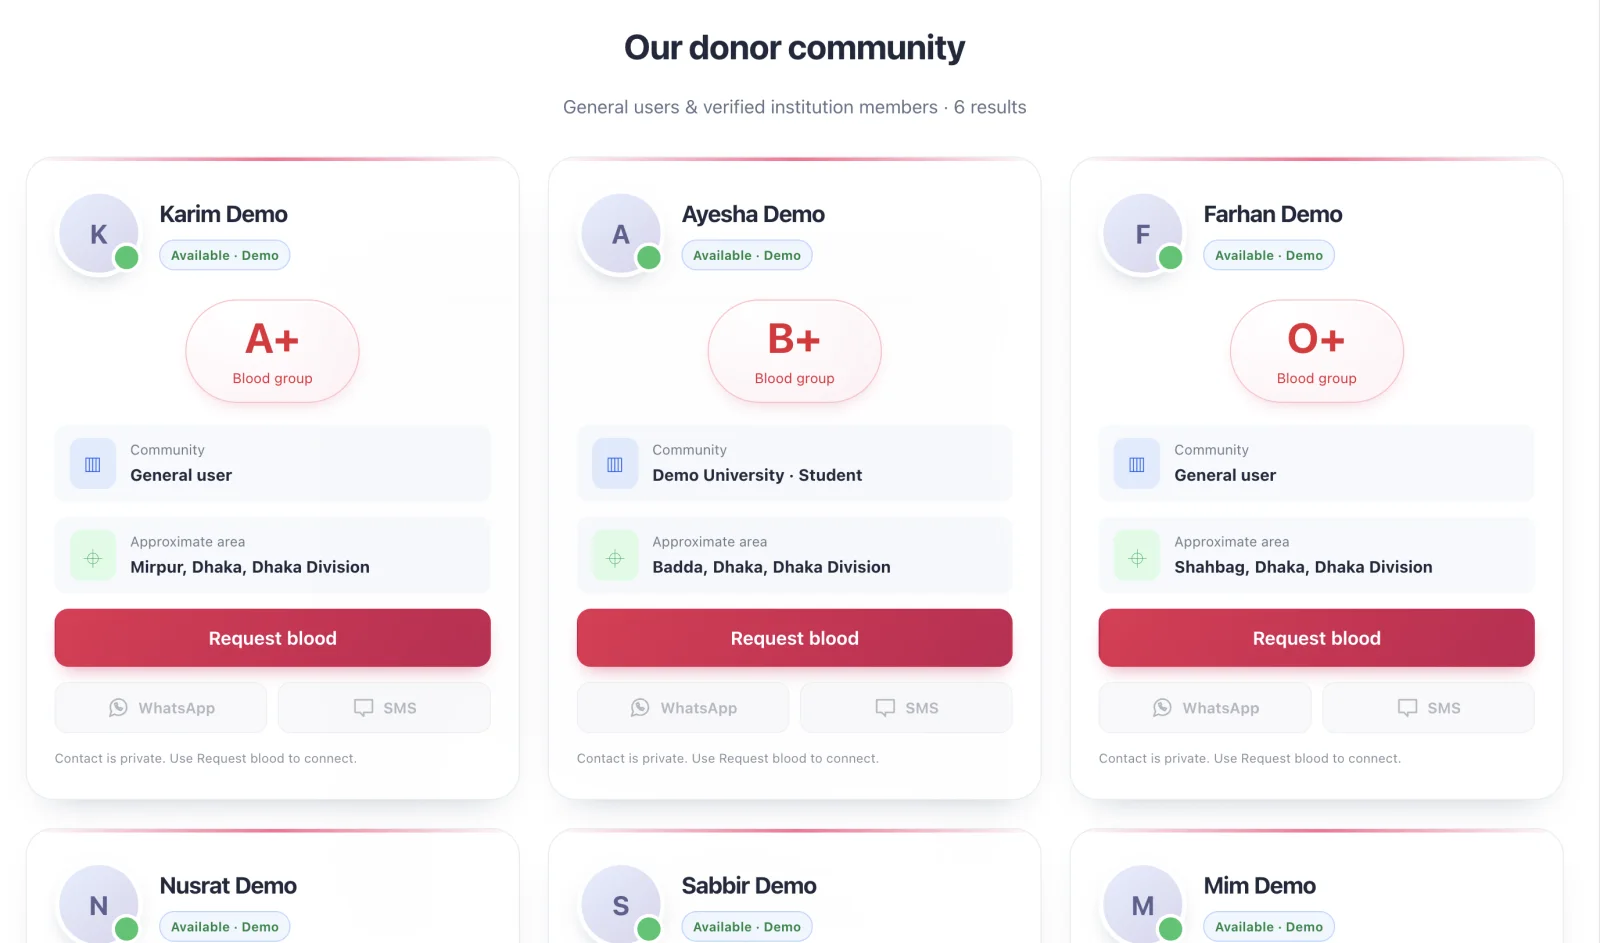 Our donor community
General users & verified institution members · 6 results
K
Karim Demo
Available · Demo
A+
Blood group
Community
General user
Approximate area
Mirpur, Dhaka, Dhaka Division
Request blood
WhatsApp
SMS
Contact is private. Use Request blood to connect.
A
Ayesha Demo
Available · Demo
B+
Blood group
Community
Demo University · Student
Approximate area
Badda, Dhaka, Dhaka Division
Request blood
WhatsApp
SMS
Contact is private. Use Request blood to connect.
F
Farhan Demo
Available · Demo
O+
Blood group
Community
General user
Approximate area
Shahbag, Dhaka, Dhaka Division
Request blood
WhatsApp
SMS
Contact is private. Use Request blood to connect.
N
Nusrat Demo
Available · Demo
S
Sabbir Demo
Available · Demo
M
Mim Demo
Available · Demo